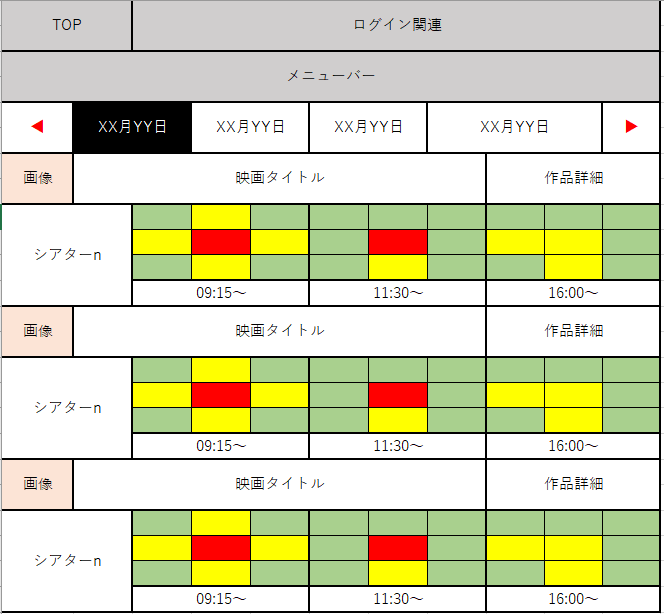 TOP
ログイン関連
メニューバー
◀ XX月YY日 XX月YY日 XX月YY日 XX月YY日 ▶
画像 映画タイトル 作品詳細
シアターn
09:15～ 11:30～ 16:00～
画像 映画タイトル 作品詳細
シアターn
09:15～ 11:30～ 16:00～
画像 映画タイトル 作品詳細
シアターn
09:15～ 11:30～ 16:00～